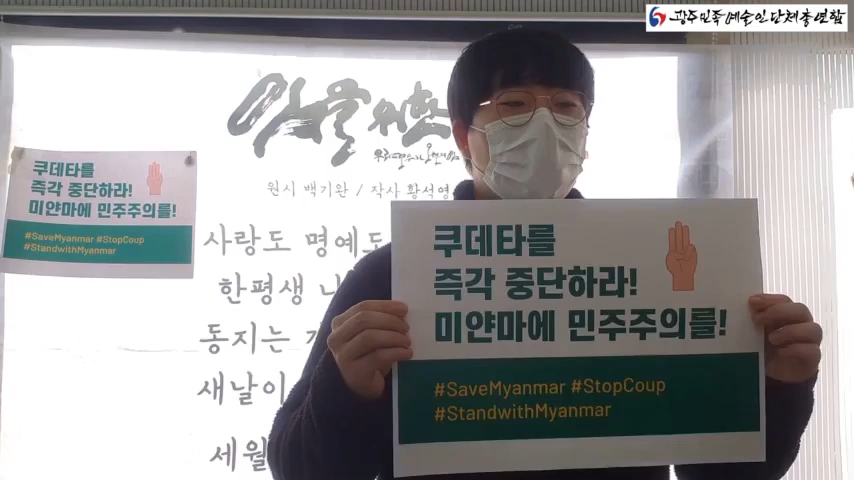 광주민족예술인단체총연합
임을 위한
원시 백기완 / 작사 황석영
사랑도 명예도
한평생 나
동지는 간
새날이
세월
쿠데타를
즉각 중단하라!
미얀마에 민주주의를!
#SaveMyanmar #StopCoup
#StandwithMyanmar
쿠데타를
즉각 중단하라!
미얀마에 민주주의를!
#SaveMyanmar #StopCoup
#StandwithMyanmar